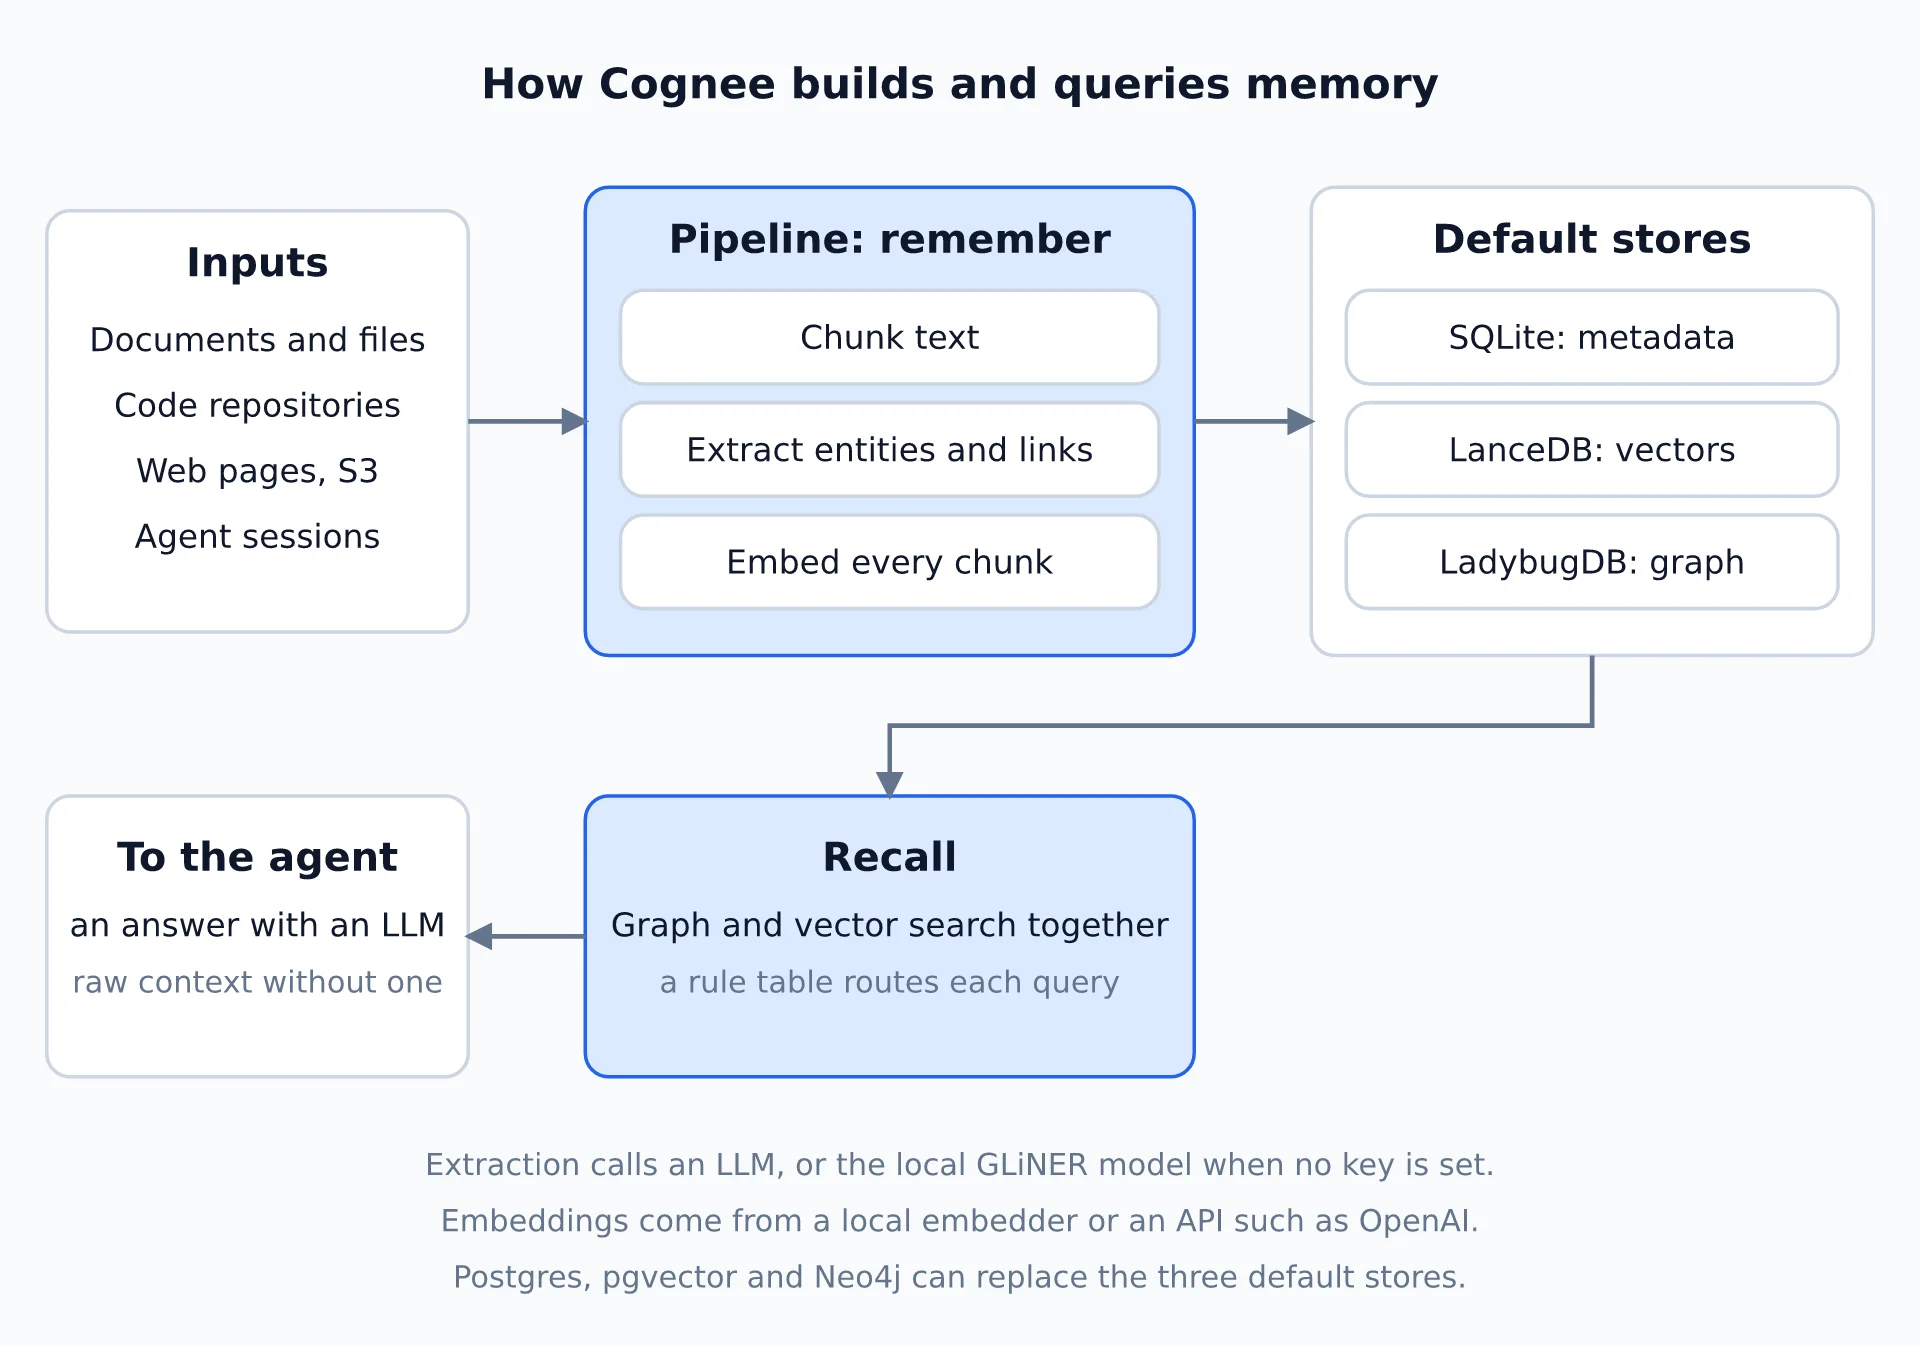 How Cognee builds and queries memory
Inputs
Documents and files
Code repositories
Web pages, S3
Agent sessions
Pipeline: remember
Chunk text
Extract entities and links
Embed every chunk
Default stores
SQLite: metadata
LanceDB: vectors
LadybugDB: graph
To the agent
an answer with an LLM
raw context without one
Recall
Graph and vector search together
a rule table routes each query
Extraction calls an LLM, or the local GLiNER model when no key is set.
Embeddings come from a local embedder or an API such as OpenAI.
Postgres, pgvector and Neo4j can replace the three default stores.